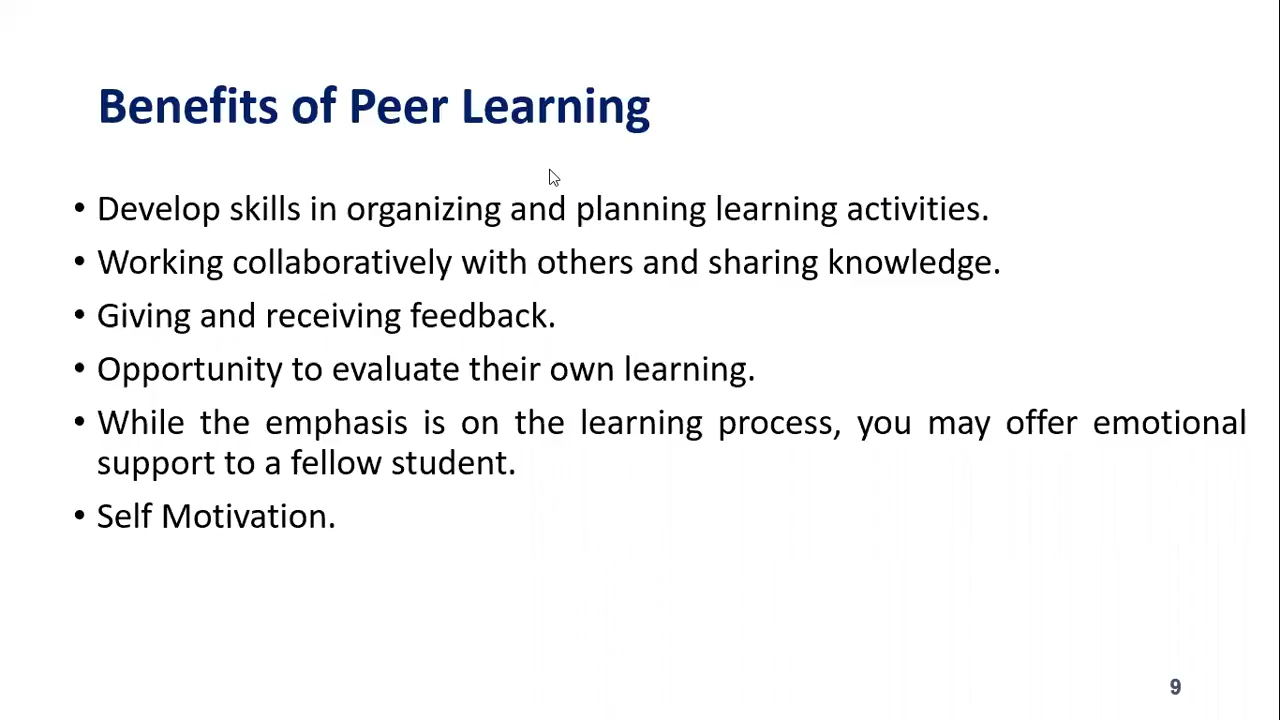 Benefits of Peer Learning
• Develop skills in organizing and planning learning activities.
• Working collaboratively with others and sharing knowledge.
• Giving and receiving feedback.
• Opportunity to evaluate their own learning.
• While the emphasis is on the learning process, you may offer emotional
support to a fellow student.
• Self Motivation.
9